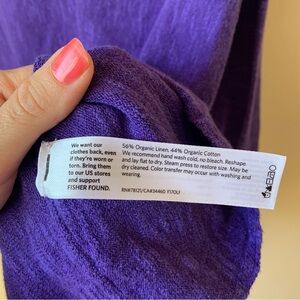 We want our
clothes back, even
if they're worn or
torn. Bring them
to our US stores
and support
FISHER FOUND.
56% Organic Linen, 44% Organic Cotton
We recommend hand wash cold, no bleach. Reshape
and lay flat to dry. Steam press to restore size. May be
dry cleaned. Color transfer may occur with washing and
wearing.
RN#78121/CA#34460 F17OLF